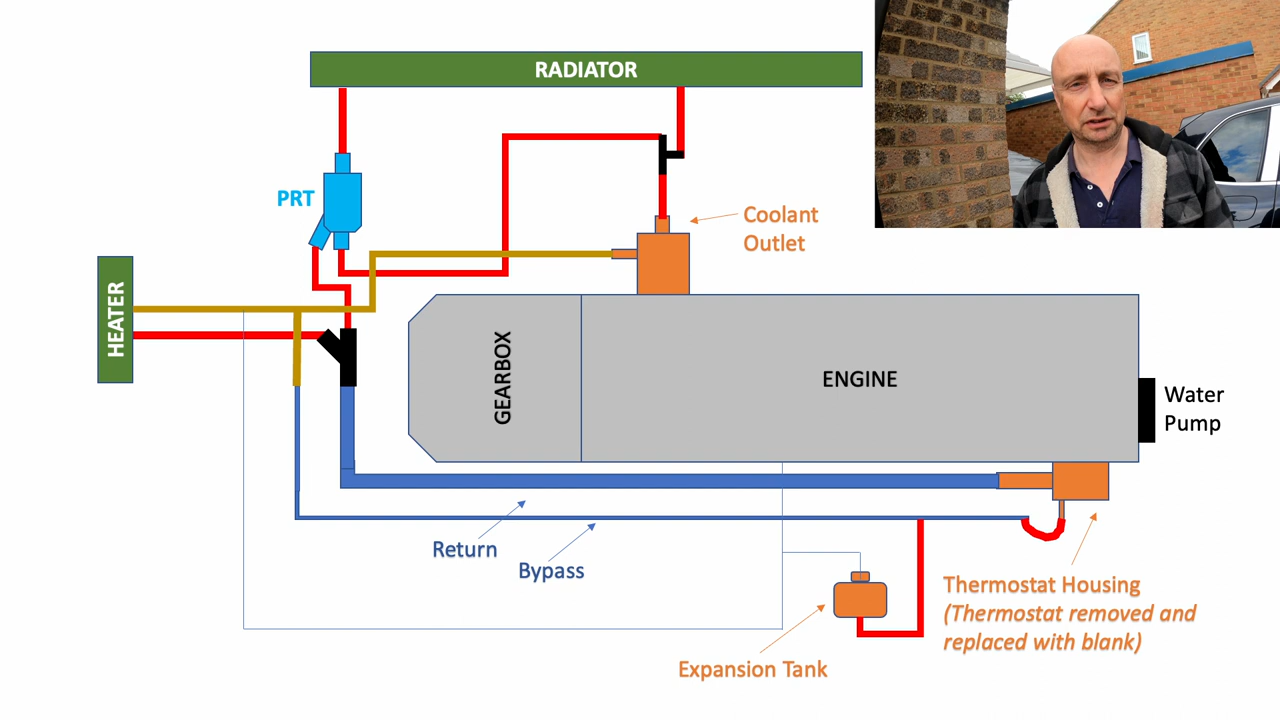 RADIATOR
PRT
Coolant
Outlet
HEATER
GEARBOX
ENGINE
Water
Pump
Return
Bypass
Thermostat Housing
(Thermostat removed and
replaced with blank)
Expansion Tank